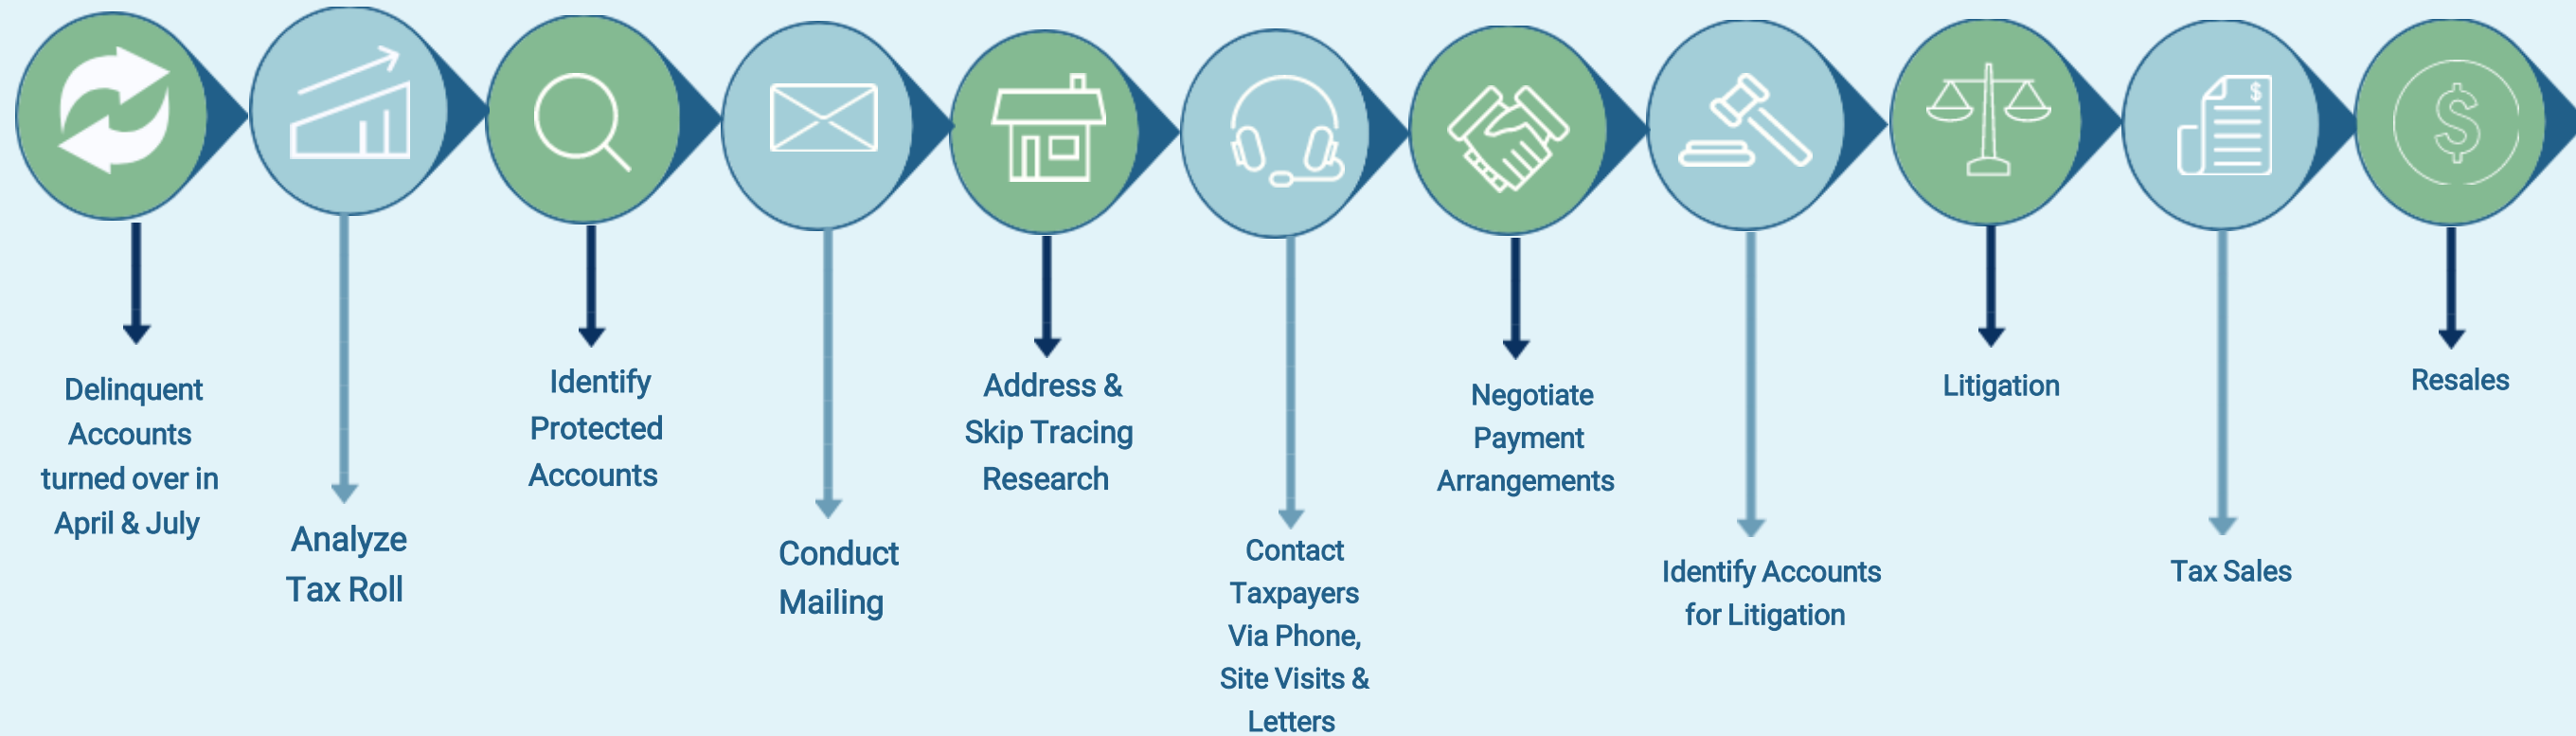 Delinquent
Accounts
turned over in
April & July
Analyze
Tax Roll
Identify
Protected
Accounts
Conduct
Mailing
Address &
Skip Tracing
Research
Contact
Taxpayers
Via Phone,
Site Visits &
Letters
Negotiate
Payment
Arrangements
Identify Accounts
for Litigation
Litigation
$
Tax Sales
$
Resales